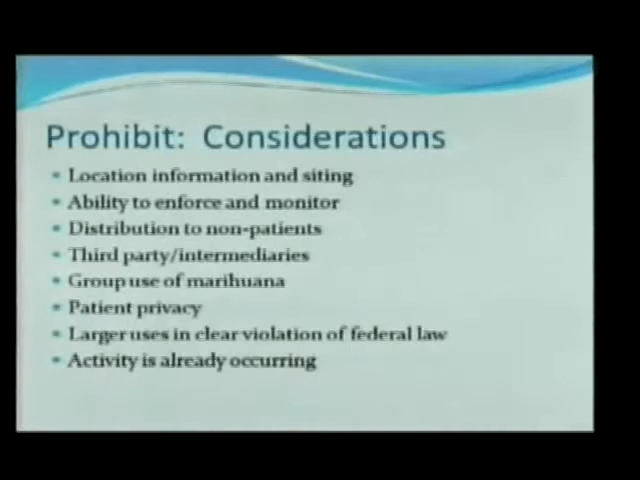 Prohibit: Considerations
Location information and siting
Ability to enforce and monitor
Distribution to non-patients
Third party/intermediaries
Group use of marihuana
Patient privacy
Larger uses in clear violation of federal law
Activity is already occurring